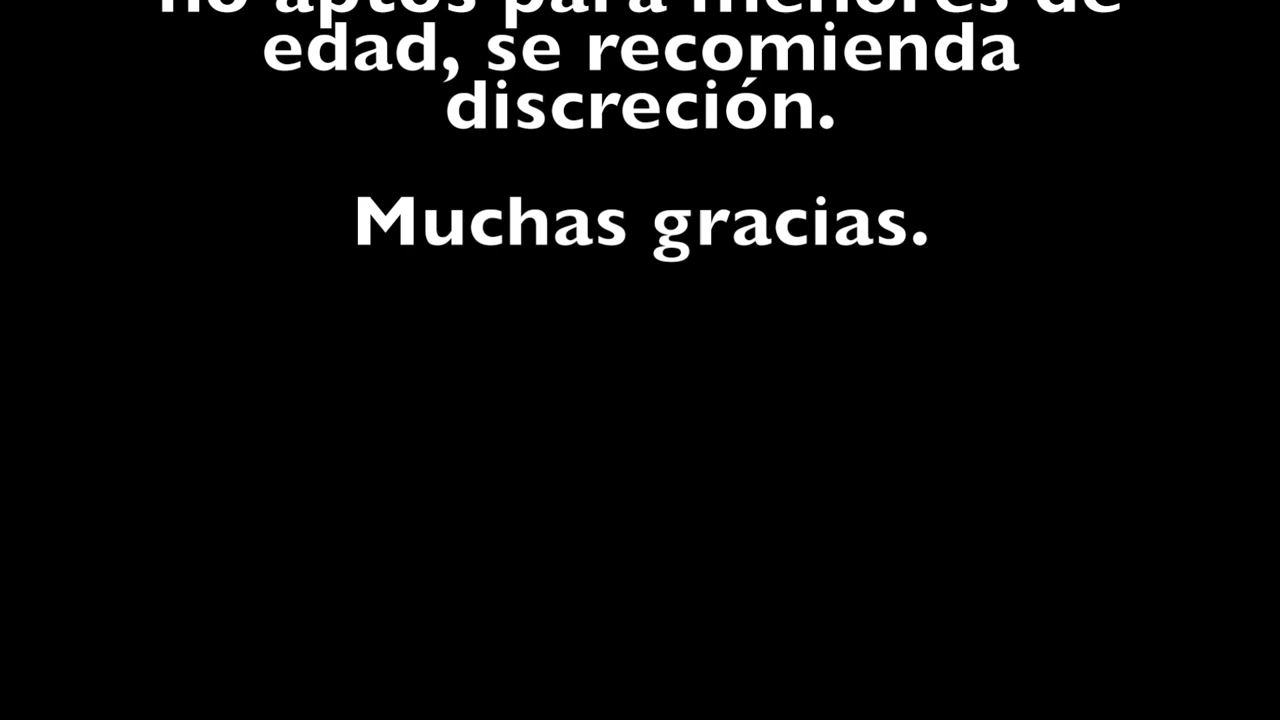 no aptos para menores de
edad, se recomienda
discreción.
Muchas gracias.